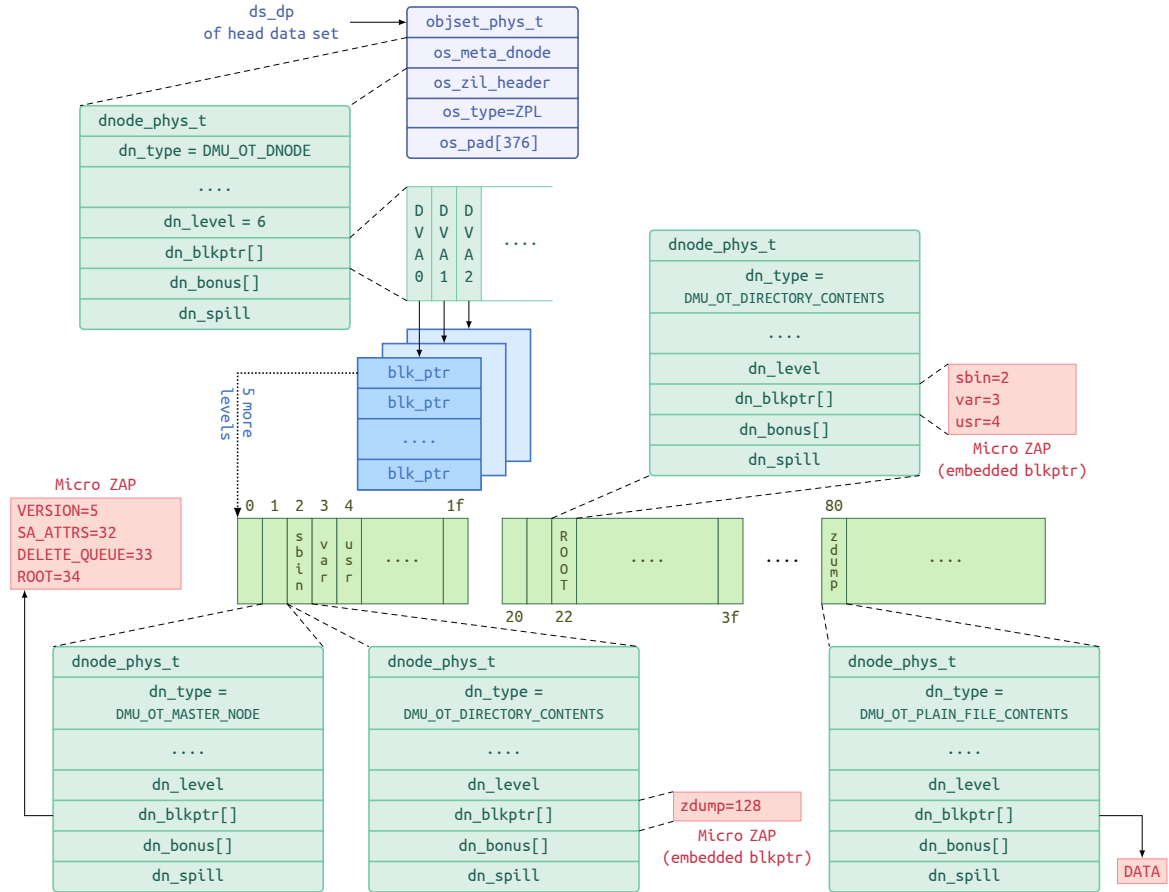 ds_dp
of head data set
objset_phys_t
os_meta_dnode
os_zil_header
os_type=ZPL
os_pad[376]
dnode_phys_t
dn_type = DMU_OT_DNODE
....
dn_level = 6
dn_blkptr[]
dn_bonus[]
dn_spill
DVA0
DVA1
DVA2
....
blk_ptr
blk_ptr
....
blk_ptr
5 more
levels
dnode_phys_t
dn_type =
DMU_OT_DIRECTORY_CONTENTS
....
dn_level
dn_blkptr[]
dn_bonus[]
dn_spill
sbin=2
var=3
usr=4
Micro ZAP
(embedded blkptr)
Micro ZAP
VERSION=5
SA_ATTRS=32
DELETE_QUEUE=33
ROOT=34
0 1 2 3 4 1f
sbin
var
usr
....
ROOT
....
20 22 3f
....
80
zdump
....
dnode_phys_t
dn_type =
DMU_OT_MASTER_NODE
....
dn_level
dn_blkptr[]
dn_bonus[]
dn_spill
dnode_phys_t
dn_type =
DMU_OT_DIRECTORY_CONTENTS
....
dn_level
dn_blkptr[]
dn_bonus[]
dn_spill
zdump=128
Micro ZAP
(embedded blkptr)
dnode_phys_t
dn_type =
DMU_OT_PLAIN_FILE_CONTENTS
....
dn_level
dn_blkptr[]
dn_bonus[]
dn_spill
DATA